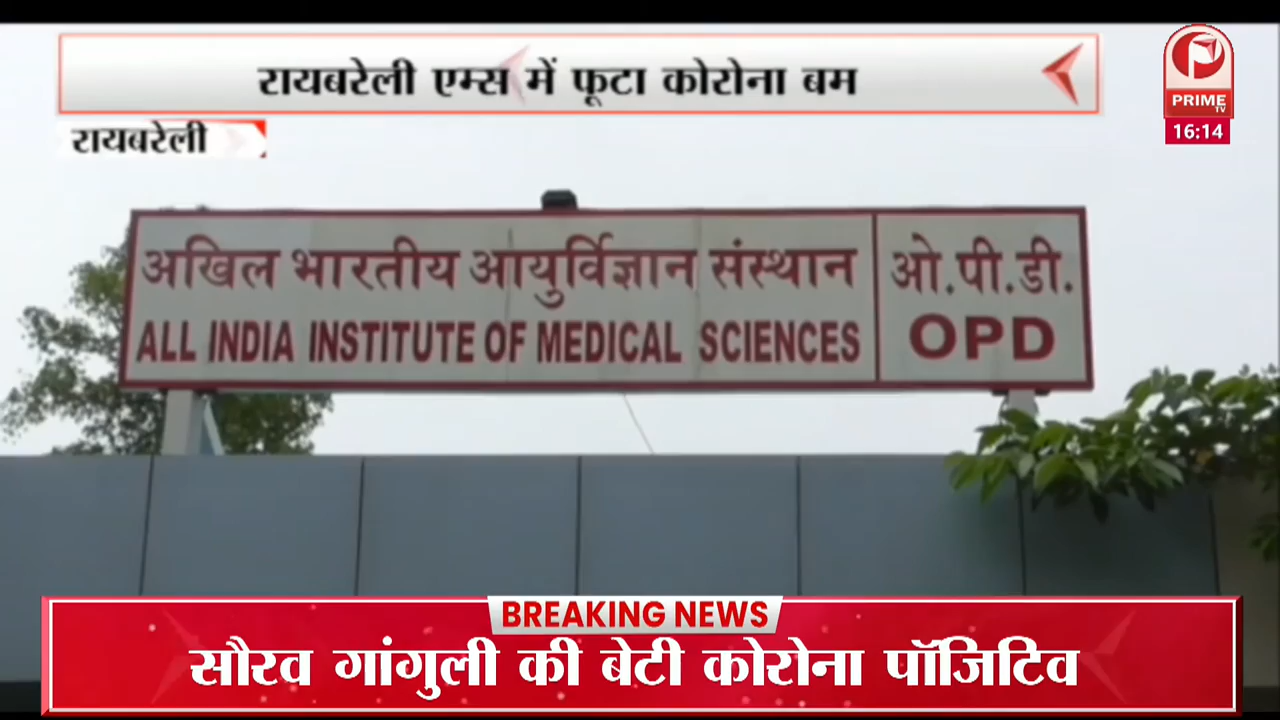 रायबरेली एम्स में फूटा कोरोना बम
PRIME
TV
16:14
रायबरेली
अखिल भारतीय आयुर्विज्ञान संस्थान
ओ.पी.डी.
ALL INDIA INSTITUTE OF MEDICAL SCIENCES
OPD
BREAKING NEWS
सौरव गांगुली की बेटी कोरोना पॉजिटिव